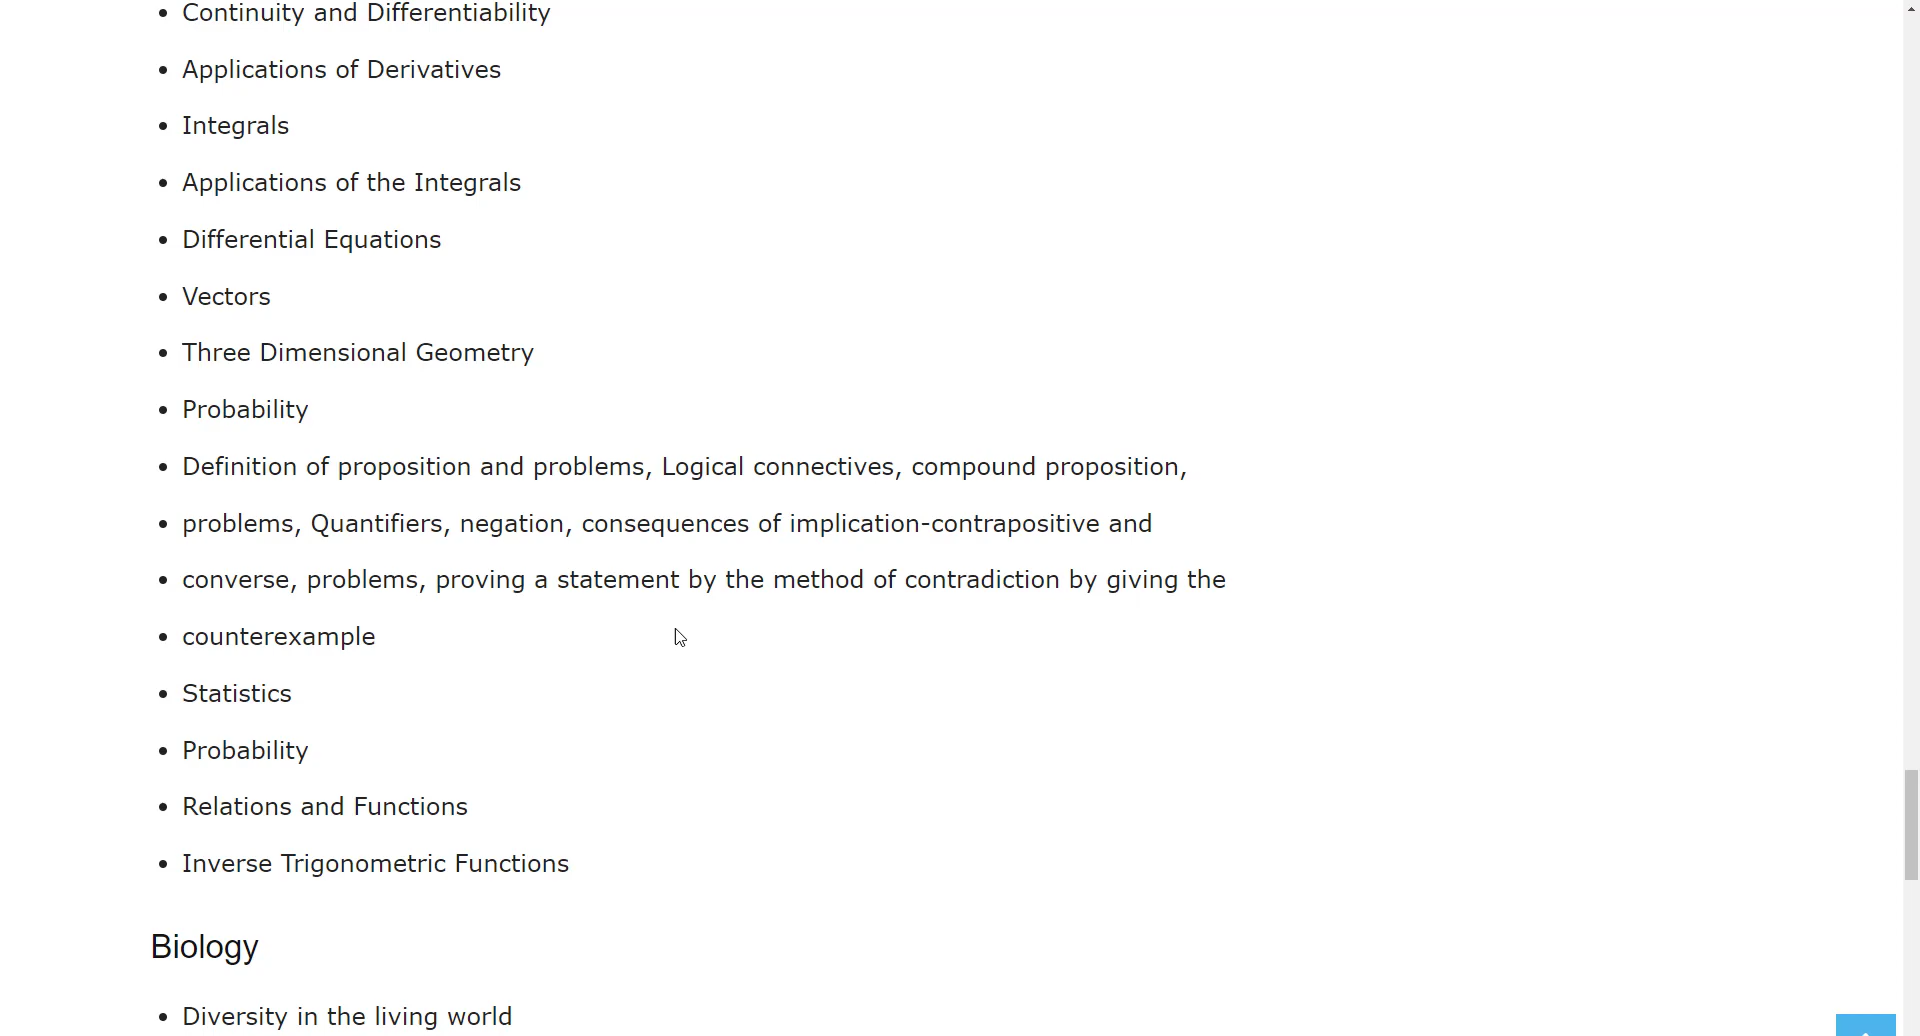 Continuity and Differentiability
Applications of Derivatives
Integrals
Applications of the Integrals
Differential Equations
Vectors
Three Dimensional Geometry
Probability
Definition of proposition and problems, Logical connectives, compound proposition,
problems, Quantifiers, negation, consequences of implication-contrapositive and
converse, problems, proving a statement by the method of contradiction by giving the
counterexample
Statistics
Probability
Relations and Functions
Inverse Trigonometric Functions
Biology
Diversity in the living world